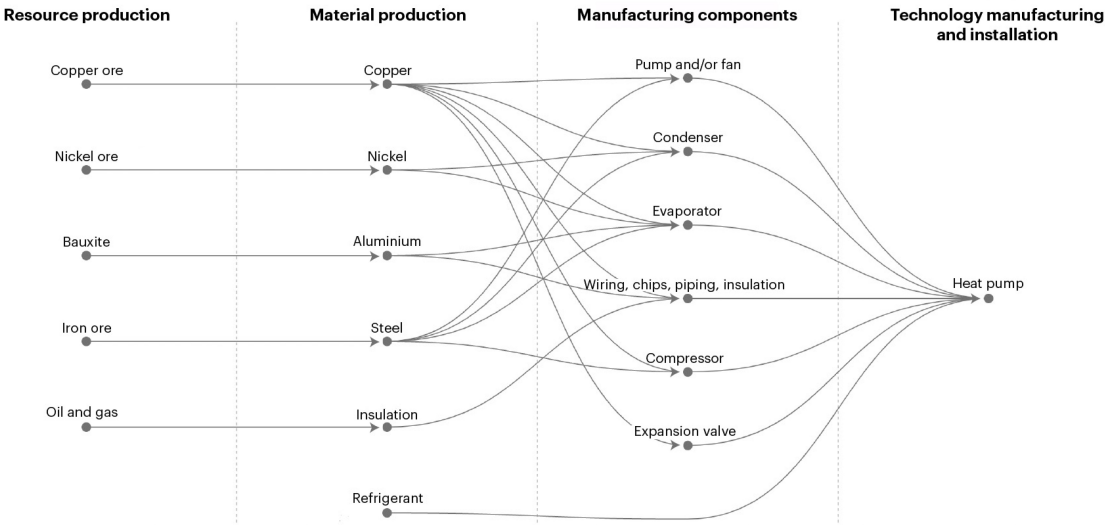 Resource production
Material production
Manufacturing components
Technology manufacturing
and installation
Copper ore
Nickel ore
Bauxite
Iron ore
Oil and gas
Copper
Nickel
Aluminium
Steel
Insulation
Refrigerant
Pump and/or fan
Condenser
Evaporator
Wiring, chips, piping, insulation
Compressor
Expansion valve
Heat pump